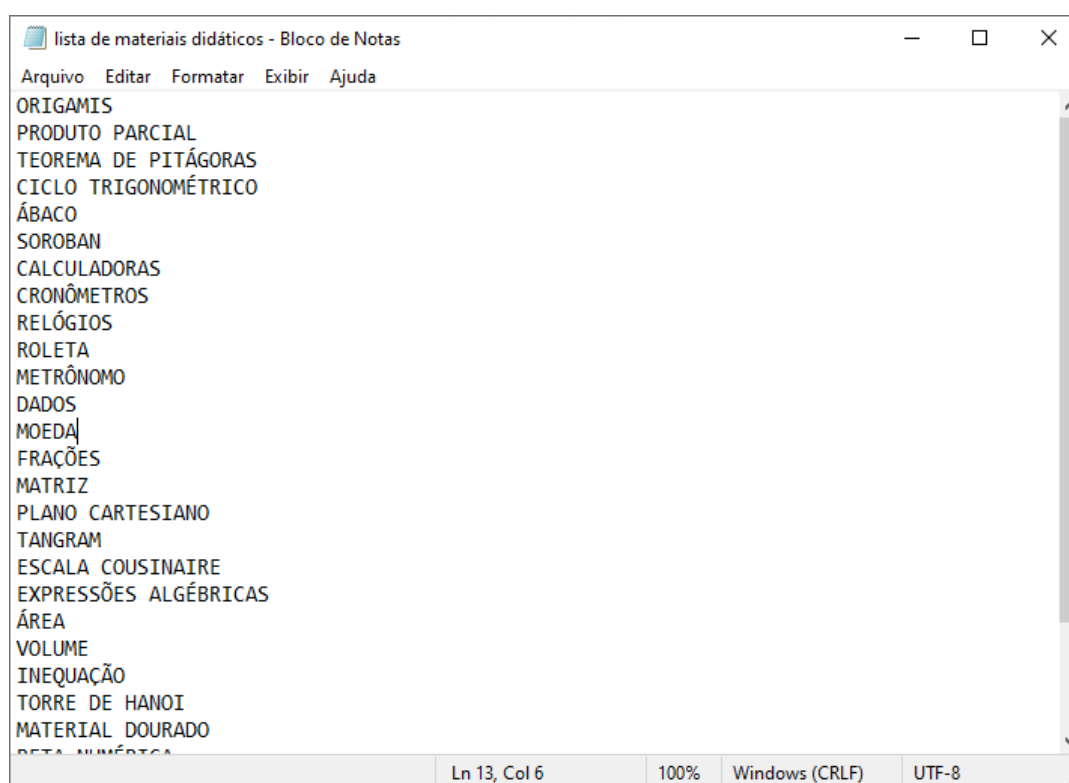 lista de materiais didáticos - Bloco de Notas
Arquivo Editar Formatar Exibir Ajuda
ORIGAMIS
PRODUTO PARCIAL
TEOREMA DE PITÁGORAS
CICLO TRIGONOMÉTRICO
ÁBACO
SOROBAN
CALCULADORAS
CRONÔMETROS
RELÓGIOS
ROLETA
METRÔNOMO
DADOS
MOEDA
FRAÇÕES
MATRIZ
PLANO CARTESIANO
TANGRAM
ESCALA COUSINAIRE
EXPRESSÕES ALGÉBRICAS
ÁREA
VOLUME
INEQUAÇÃO
TORRE DE HANOI
MATERIAL DOURADO
RETA NUMÉRICA
Ln 13, Col 6 100% Windows (CRLF) UTF-8